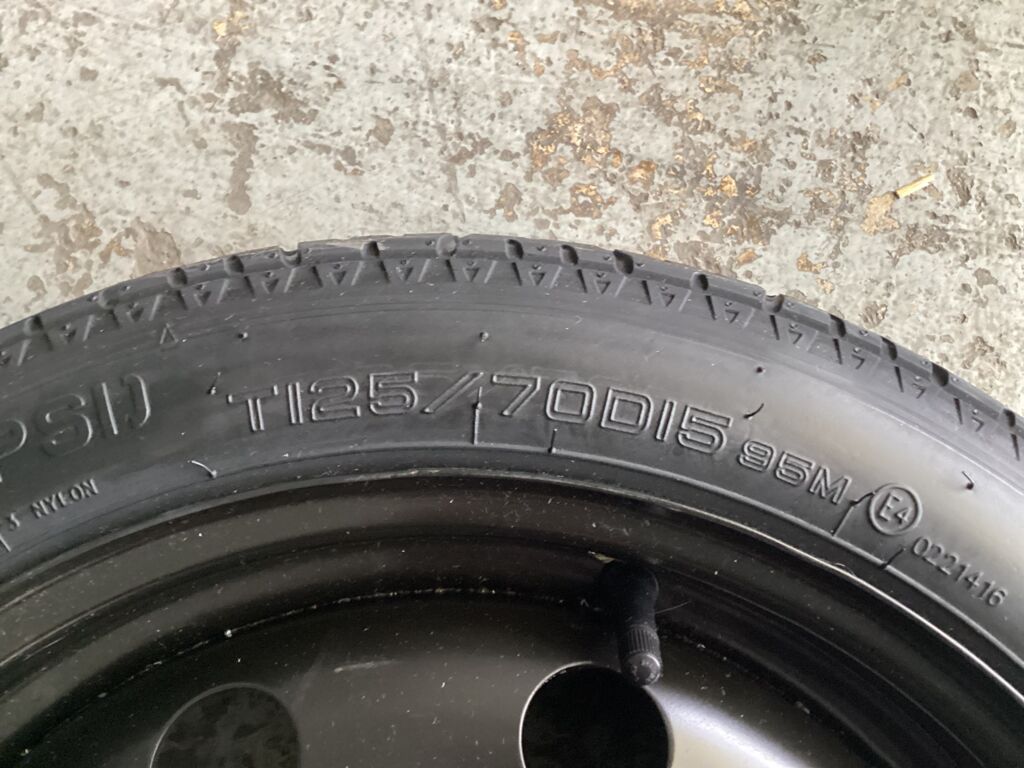 PSI)
T125/70D15 95M E4 0221416
3 NYLON